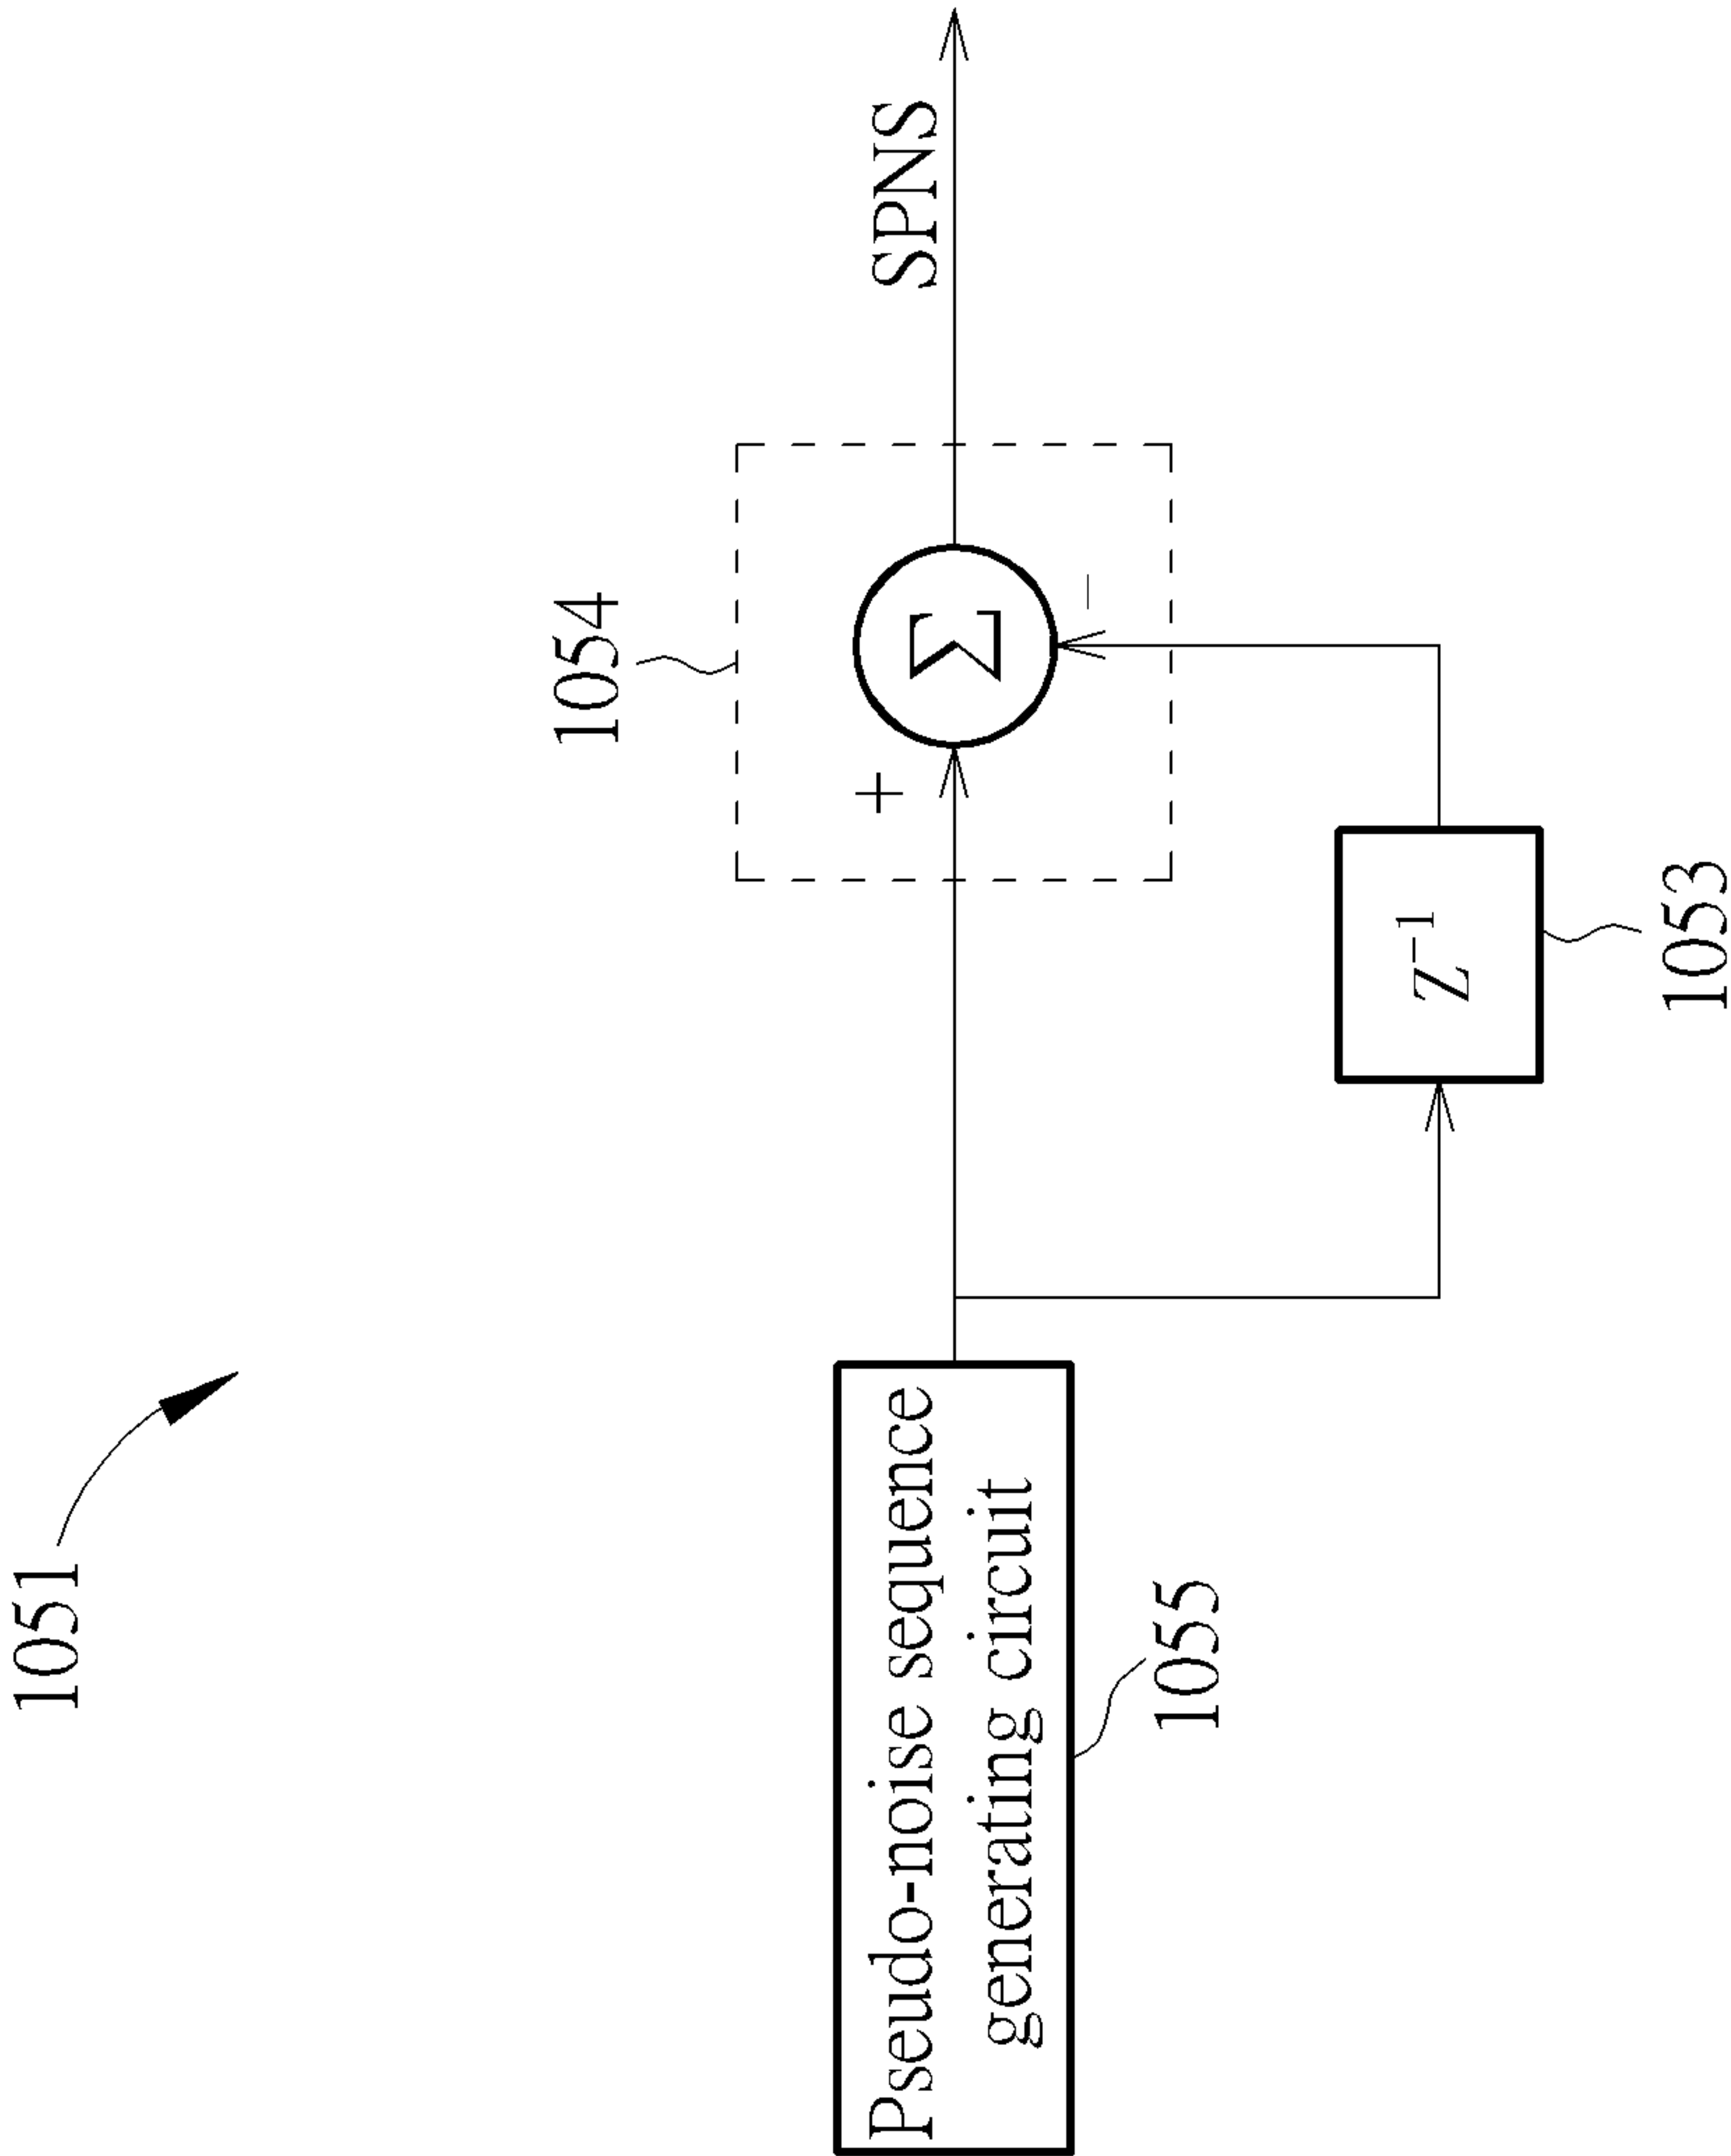 1051
1054
SPNS
+
Σ
−
Pseudo-noise sequence
generating circuit
z⁻¹
1055
1053